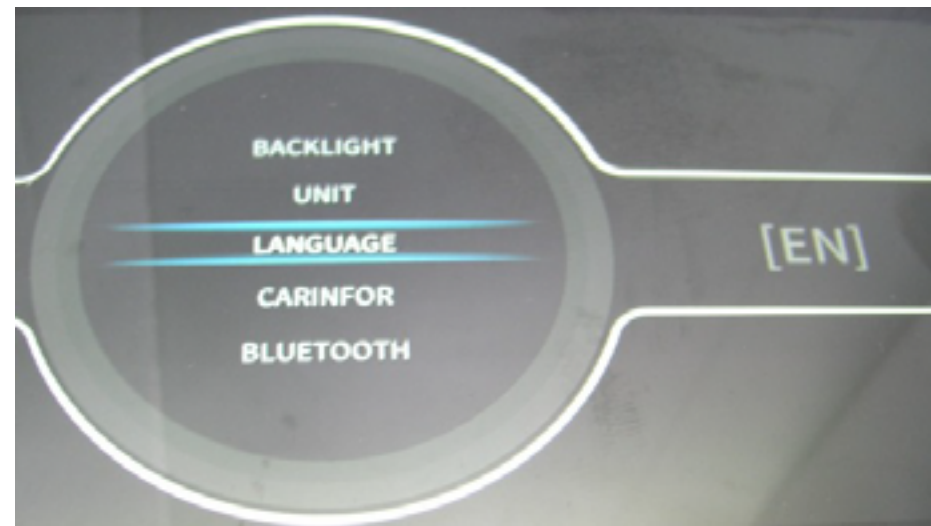 BACKLIGHT
UNIT
LANGUAGE
[EN]
CARINFOR
BLUETOOTH